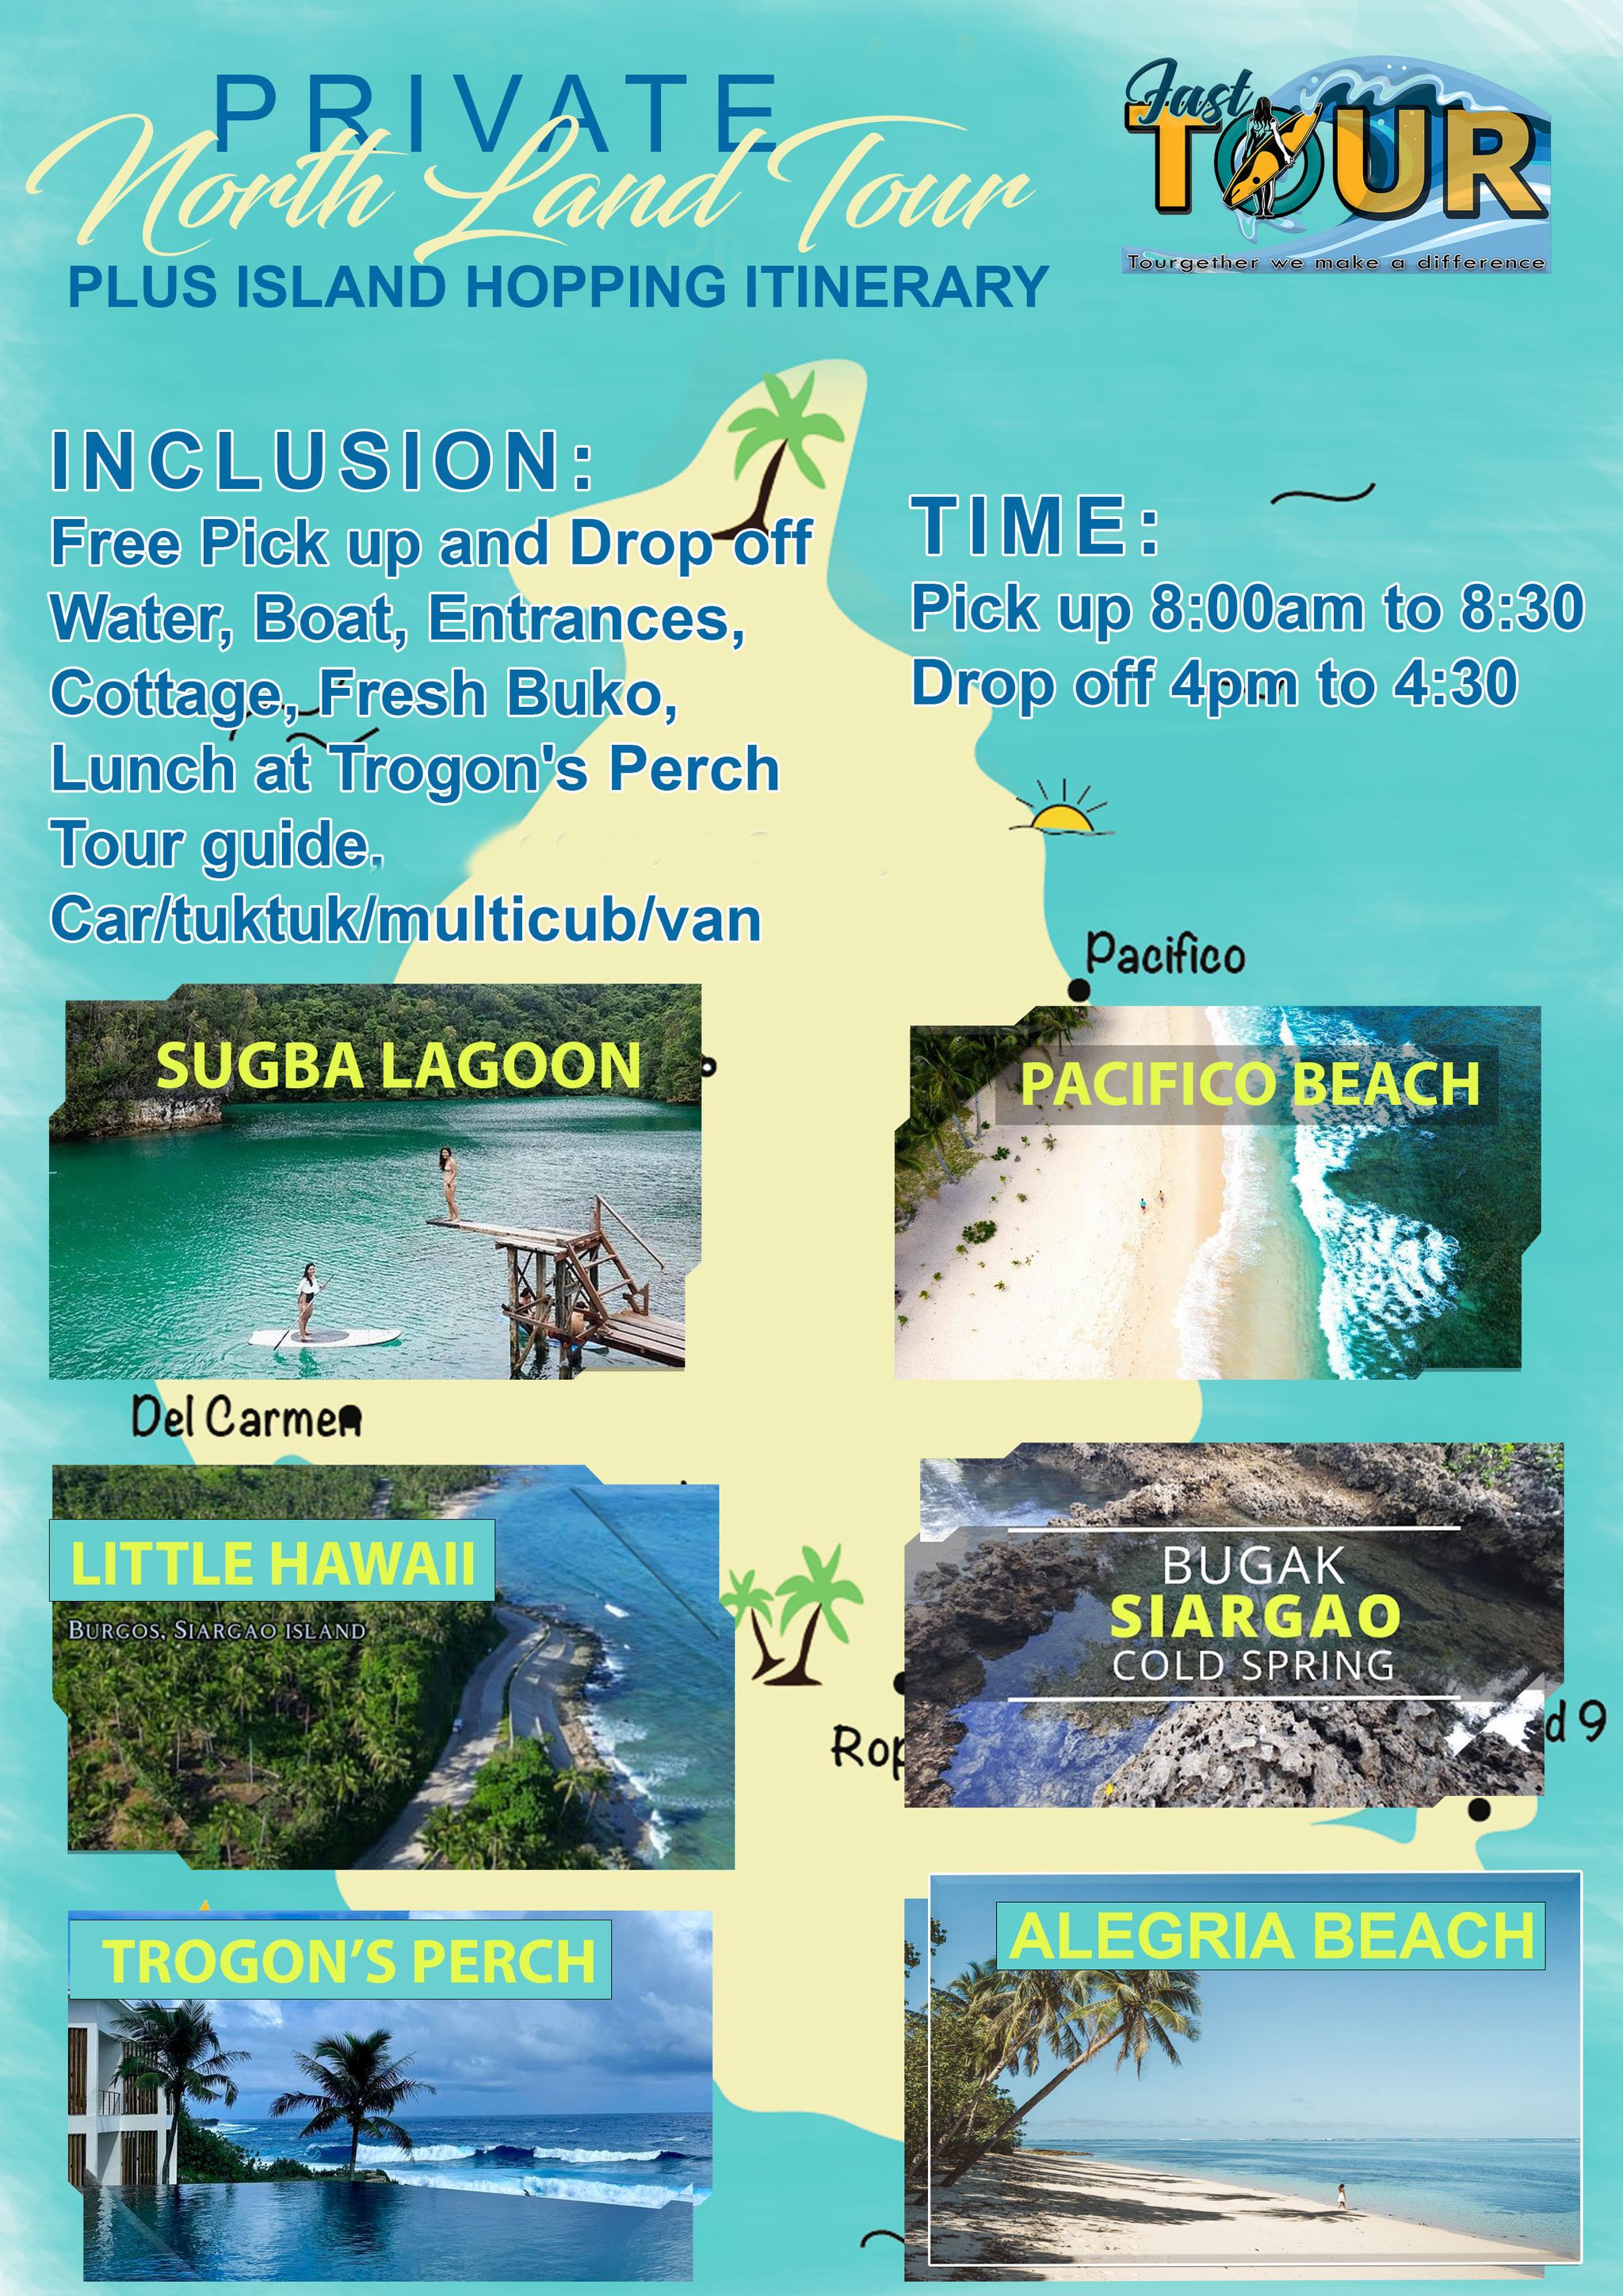 PRIVATE
North Land Tour
PLUS ISLAND HOPPING ITINERARY
Fast
TOUR
Tourgether we make a difference
INCLUSION:
Free Pick up and Drop off
Water, Boat, Entrances,
Cottage, Fresh Buko,
Lunch at Trogon's Perch
Tour guide,
Car/tuktuk/multicub/van
TIME:
Pick up 8:00am to 8:30
Drop off 4pm to 4:30
Pacifico
SUGBA LAGOON
PACIFICO BEACH
Del Carmen
LITTLE HAWAII
BURGOS, SIARGAO ISLAND
BUGAK
SIARGAO
COLD SPRING
Rop
d 9
TROGON'S PERCH
ALEGRIA BEACH